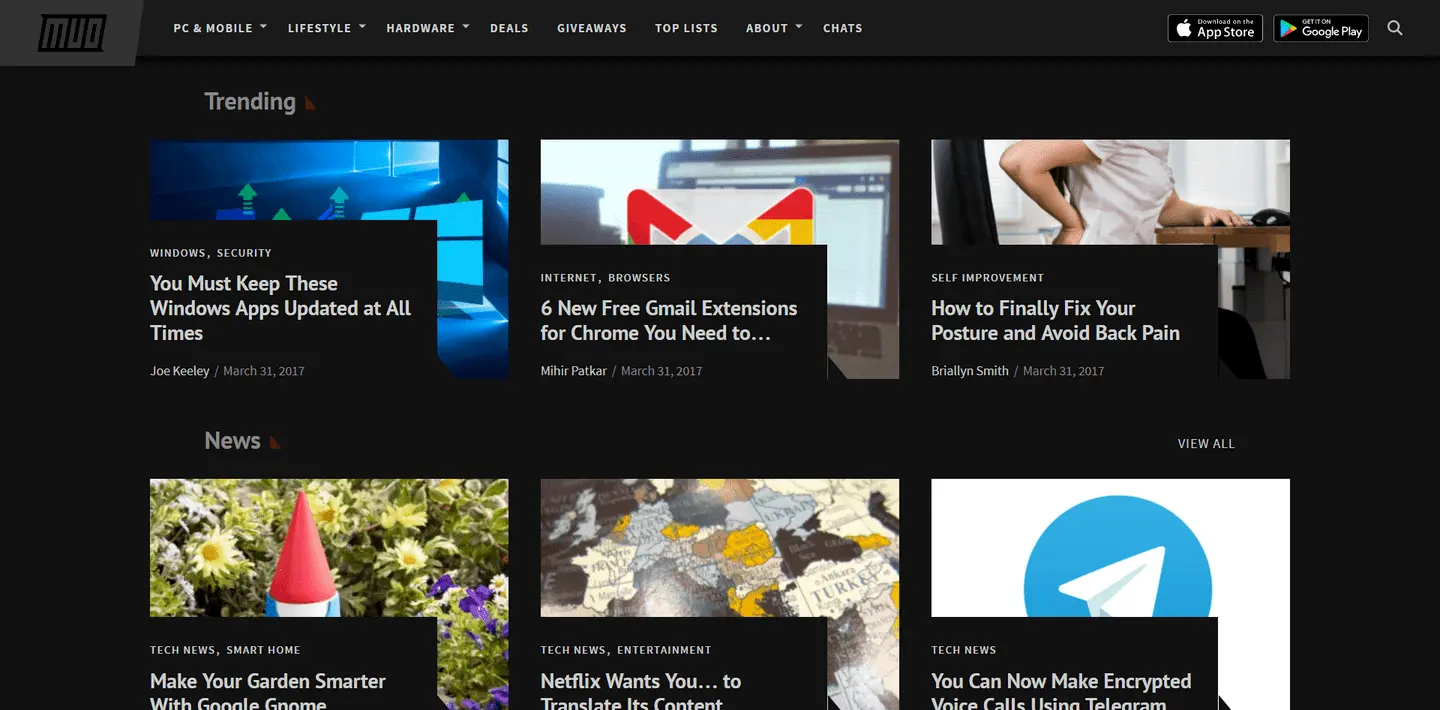 MUO
PC & MOBILE
LIFESTYLE
HARDWARE
DEALS
GIVEAWAYS
TOP LISTS
ABOUT
CHATS
Download on the
App Store
GET IT ON
Google Play
Trending
WINDOWS, SECURITY
You Must Keep These
Windows Apps Updated at All
Times
Joe Keeley / March 31, 2017
INTERNET, BROWSERS
6 New Free Gmail Extensions
for Chrome You Need to…
Mihir Patkar / March 31, 2017
SELF IMPROVEMENT
How to Finally Fix Your
Posture and Avoid Back Pain
Briallyn Smith / March 31, 2017
News
VIEW ALL
TECH NEWS, SMART HOME
Make Your Garden Smarter
With Google Gnome
UKRAI
Black
Sea
Ankara
TURKEY
TECH NEWS, ENTERTAINMENT
Netflix Wants You… to
Translate Its Content
TECH NEWS
You Can Now Make Encrypted
Voice Calls Using Telegram